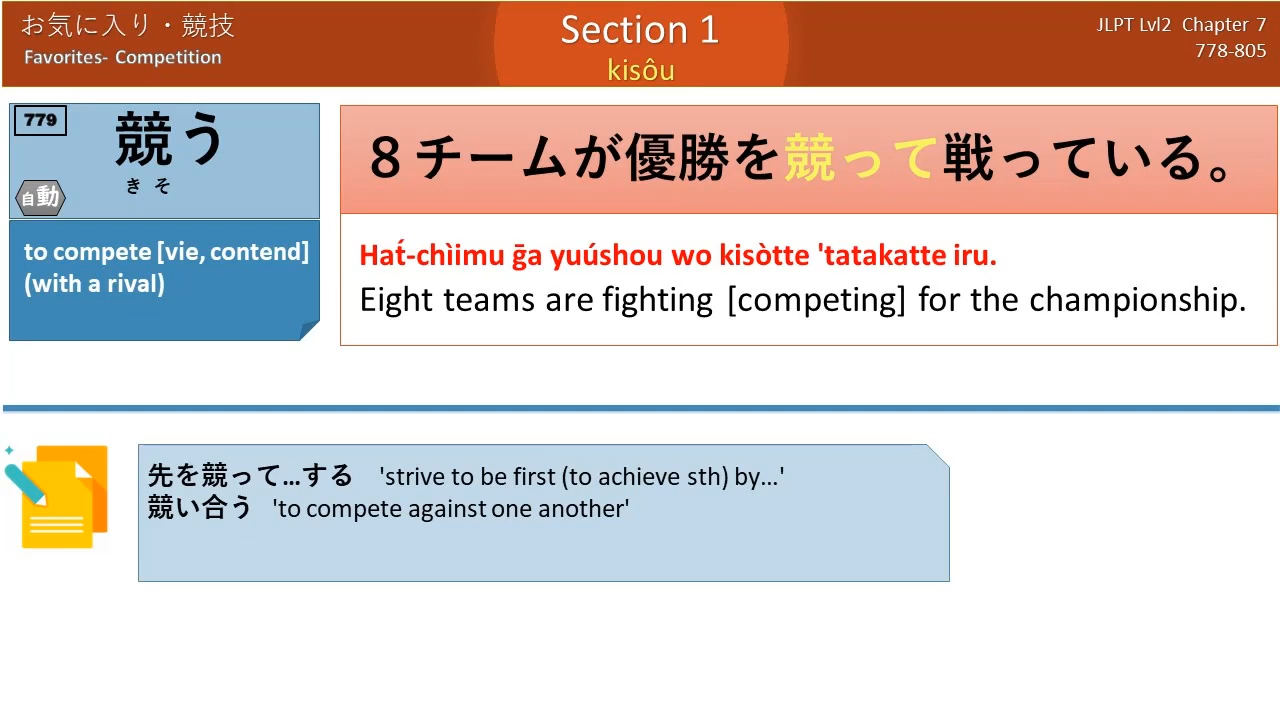 お気に入り・競技
Favorites- Competition
Section 1
kisôu
JLPT Lvl2 Chapter 7
778-805
779
競う
きそ
自動
to compete [vie, contend]
(with a rival)
８チームが優勝を競って戦っている。
Hat́-chìimu ḡa yuúshou wo kisòtte 'tatakatte iru.
Eight teams are fighting [competing] for the championship.
先を競って…する 'strive to be first (to achieve sth) by...'
競い合う 'to compete against one another'